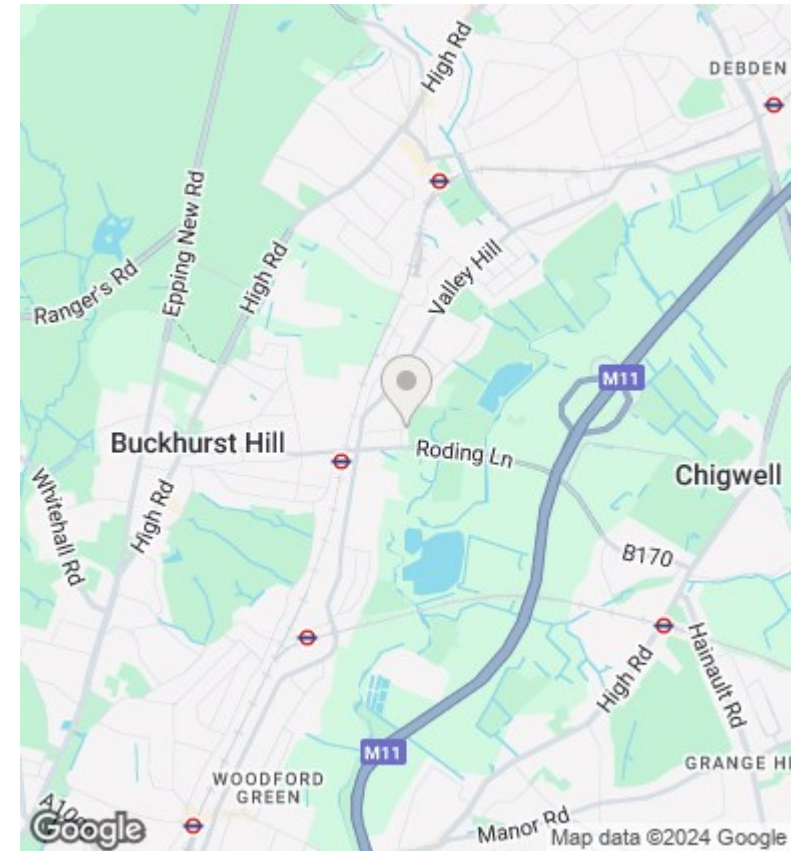 High Rd
DEBDEN
Epping New Rd
High Rd
Valley Hill
Ranger's Rd
M11
Buckhurst Hill
Roding Ln
Chigwell
Whitehall Rd
High Rd
B170
High Rd
Hainault Rd
M11
GRANGE HI
WOODFORD
GREEN
Manor Rd
Google
Map data ©2024 Google